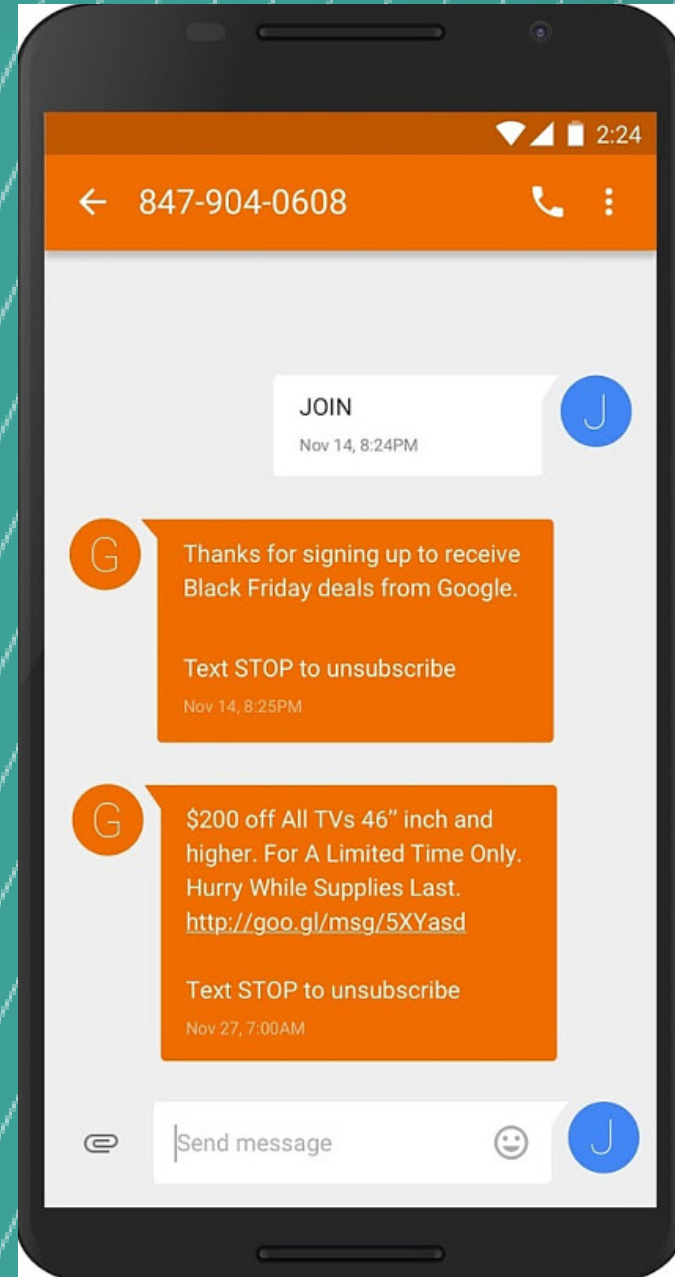 2:24
847-904-0608
JOIN
Nov 14, 8:24PM
J
G
Thanks for signing up to receive
Black Friday deals from Google.
Text STOP to unsubscribe
Nov 14, 8:25PM
G
$200 off All TVs 46” inch and
higher. For A Limited Time Only.
Hurry While Supplies Last.
http://goo.gl/msg/5XYasd
Text STOP to unsubscribe
Nov 27, 7:00AM
Send message
J